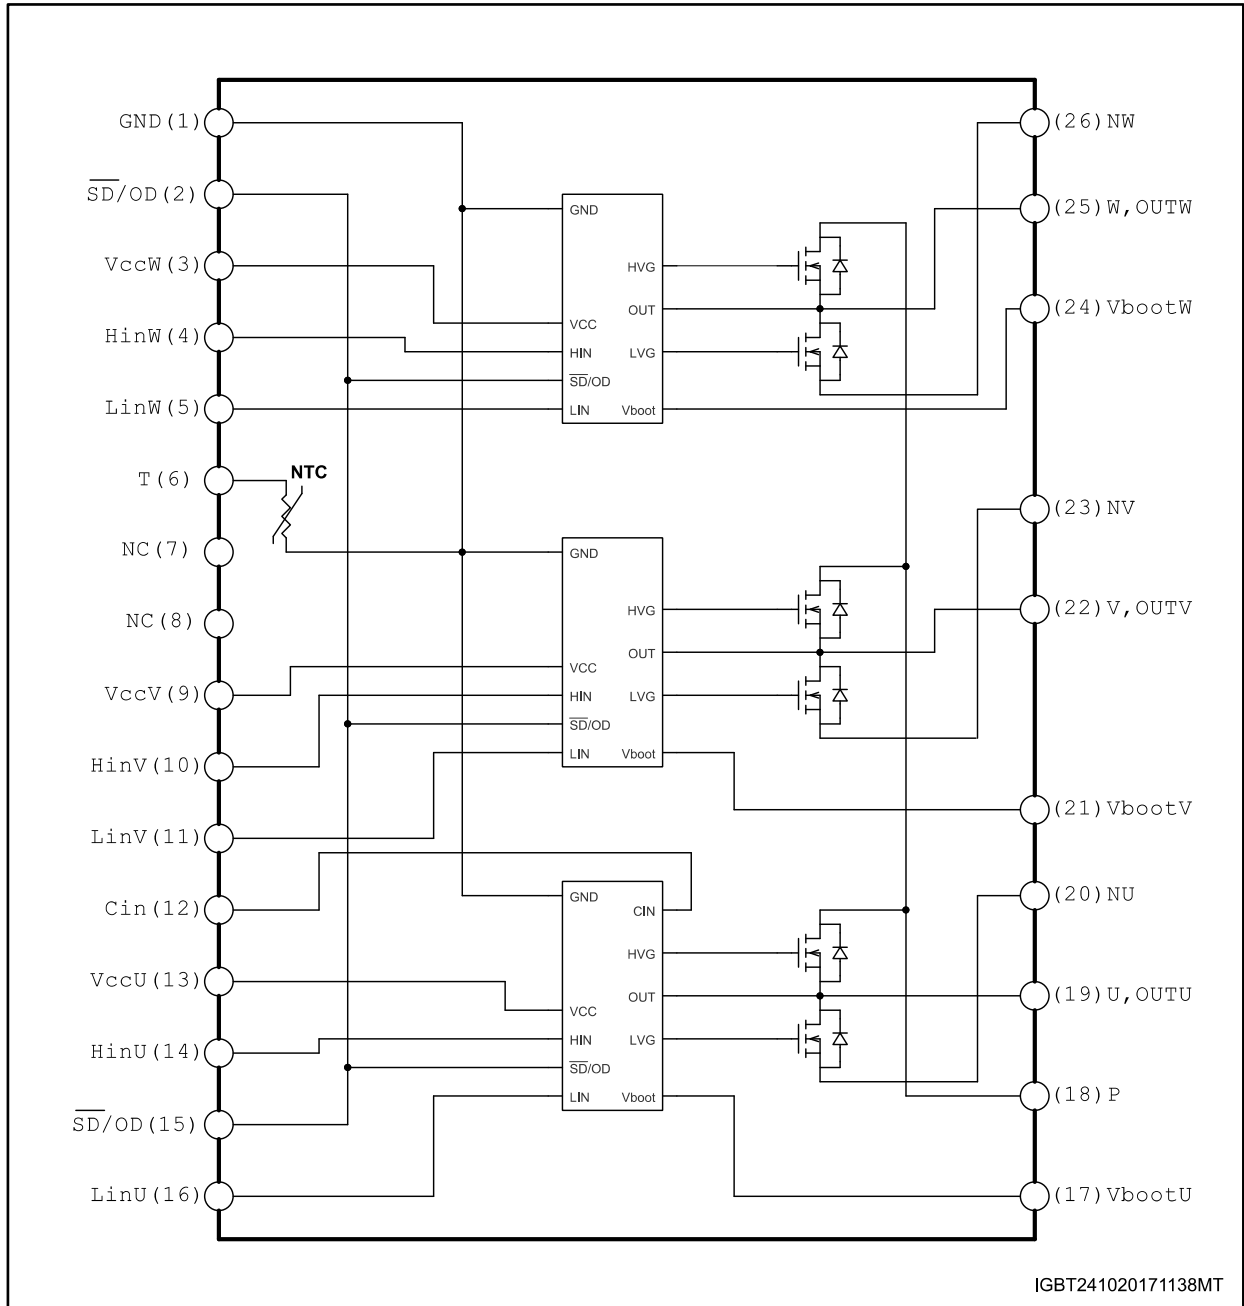 GND(1)
SD/OD(2)
VccW(3)
HinW(4)
LinW(5)
T(6)
NTC
NC(7)
NC(8)
VccV(9)
HinV(10)
LinV(11)
Cin(12)
VccU(13)
HinU(14)
SD/OD(15)
LinU(16)
GND
HVG
OUT
VCC
HIN
LVG
SD/OD
LIN
Vboot
GND
HVG
OUT
VCC
HIN
LVG
SD/OD
LIN
Vboot
GND
CIN
HVG
OUT
VCC
HIN
LVG
SD/OD
LIN
Vboot
(26)NW
(25)W,OUTW
(24)VbootW
(23)NV
(22)V,OUTV
(21)VbootV
(20)NU
(19)U,OUTU
(18)P
(17)VbootU
IGBT241020171138MT